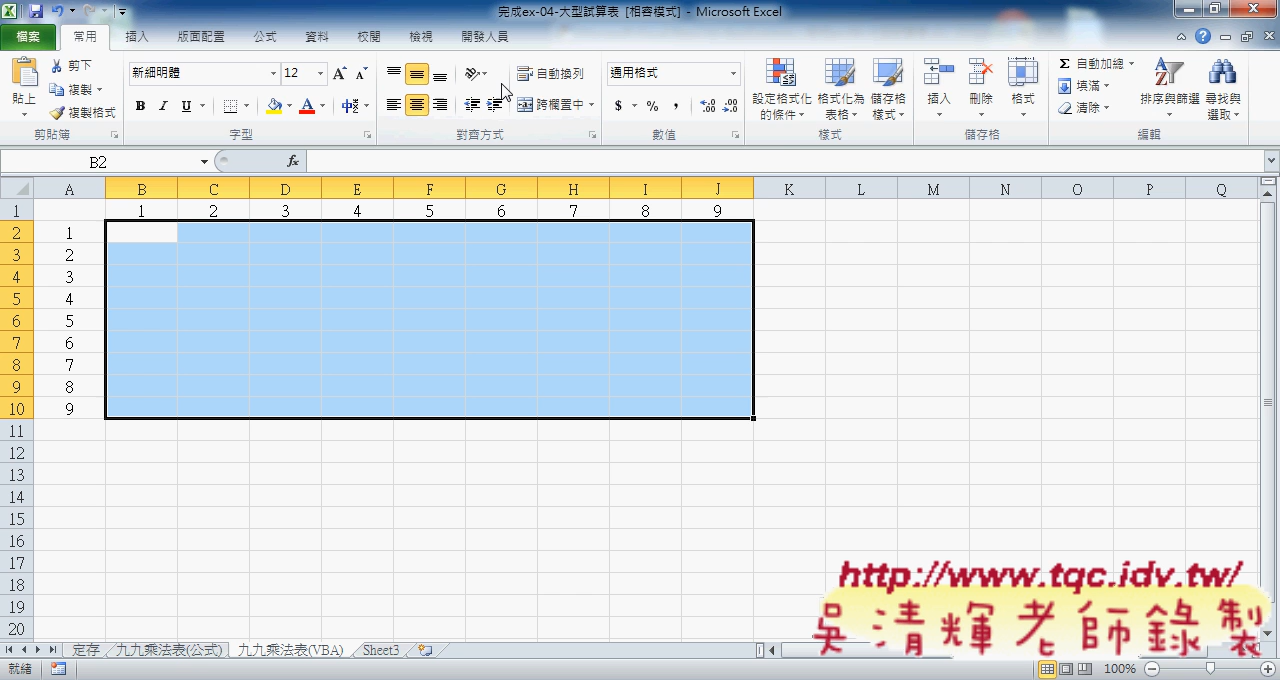 完成ex-04-大型試算表 [相容模式] - Microsoft Excel
檔案 常用 插入 版面配置 公式 資料 校閱 檢視 開發人員
貼上 剪下 複製 複製格式 剪貼簿
新細明體 12 B I U A 中 字型
自動換列 跨欄置中 對齊方式
通用格式 $ % , 數值
設定格式化的條件 格式化為表格 儲存格樣式 樣式
插入 刪除 格式 儲存格
Σ 自動加總 填滿 清除 排序與篩選 尋找與選取 編輯
B2 fx
A B C D E F G H I J K L M N O P Q
1 1 2 3 4 5 6 7 8 9
2 1
3 2
4 3
5 4
6 5
7 6
8 7
9 8
10 9
11
12
13
14
15
16
17
18
19
20
http://www.tqc.idv.tw/
吳清輝老師錄製
定存 九九乘法表(公式) 九九乘法表(VBA) Sheet3
就緒 100%